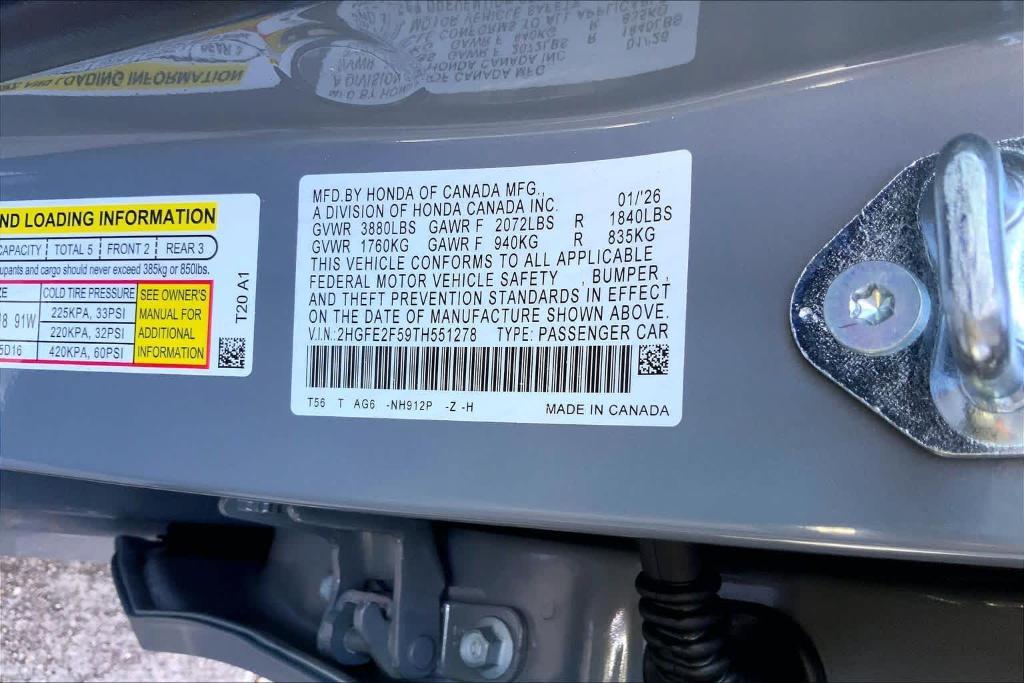 ND LOADING INFORMATION
CAPACITY TOTAL 5 FRONT 2 REAR 3
upants and cargo should never exceed 385kg or 850lbs.
ZE COLD TIRE PRESSURE SEE OWNER'S
MANUAL FOR
ADDITIONAL
INFORMATION
18 91W 225KPA, 33PSI
220KPA, 32PSI
5D16 420KPA, 60PSI
T20 A1
MFD.BY HONDA OF CANADA MFG.,
A DIVISION OF HONDA CANADA INC. 01/'26
GVWR 3880LBS GAWR F 2072LBS R 1840LBS
GVWR 1760KG GAWR F 940KG R 835KG
THIS VEHICLE CONFORMS TO ALL APPLICABLE
FEDERAL MOTOR VEHICLE SAFETY , BUMPER ,
AND THEFT PREVENTION STANDARDS IN EFFECT
ON THE DATE OF MANUFACTURE SHOWN ABOVE.
V.I.N: 2HGFE2F59TH551278 TYPE: PASSENGER CAR
T56 T AG6 -NH912P -Z -H MADE IN CANADA